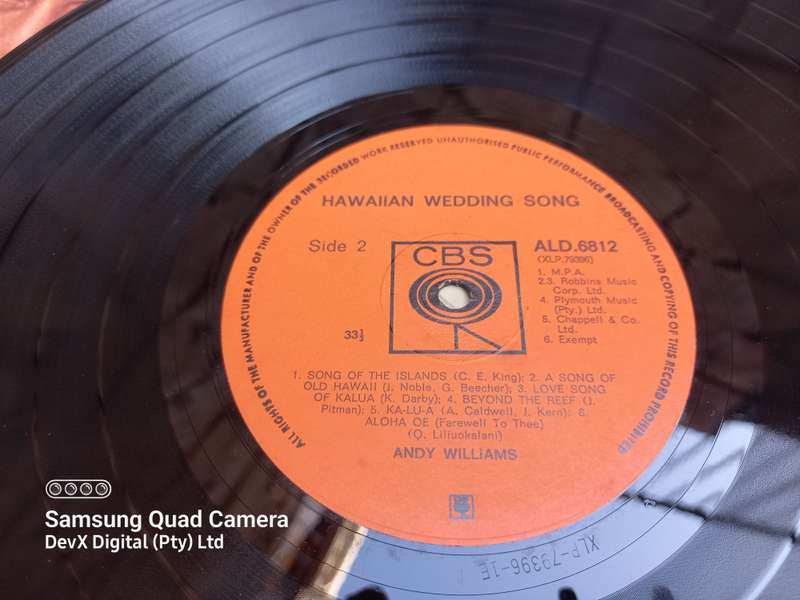 ALL RIGHTS OF THE MANUFACTURER AND OF THE OWNER OF THE RECORDED WORK RESERVED UNAUTHORISED PUBLIC PERFORMANCE BROADCASTING AND COPYING OF THIS RECORD PROHIBITED
HAWAIIAN WEDDING SONG
Side 2
CBS
ALD.6812
(XLP.79396)
1. M.P.A.
2.3. Robbins Music
Corp. Ltd.
4. Plymouth Music
(Pty.) Ltd.
5. Chappell & Co.
Ltd.
6. Exempt
33⅓
1. SONG OF THE ISLANDS (C. E. King); 2. A SONG OF
OLD HAWAII (J. Noble, G. Beecher); 3. LOVE SONG
OF KALUA (K. Darby); 4. BEYOND THE REEF (J.
Pitman); 5. KA-LU-A (A. Caldwell, J. Kern); 6.
ALOHA OE (Farewell To Thee)
(Q. Liliuokalani)
ANDY WILLIAMS
XLP-79396-1E
Samsung Quad Camera
DevX Digital (Pty) Ltd